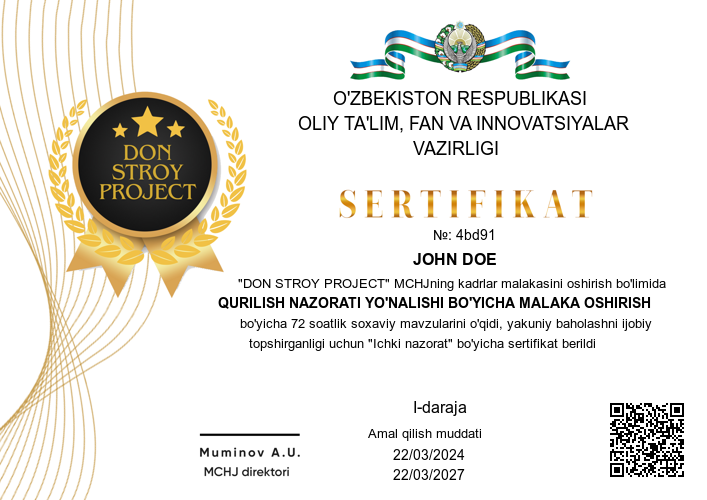 DON
STROY
PROJECT
O'ZBEKISTON RESPUBLIKASI
OLIY TA'LIM, FAN VA INNOVATSIYALAR
VAZIRLIGI
SERTIFIKAT
№: 4bd91
JOHN DOE
"DON STROY PROJECT" MCHJning kadrlar malakasini oshirish bo'limida
QURILISH NAZORATI YO'NALISHI BO'YICHA MALAKA OSHIRISH
bo'yicha 72 soatlik soxaviy mavzularini o'qidi, yakuniy baholashni ijobiy
topshirganligi uchun "Ichki nazorat" bo'yicha sertifikat berildi
I-daraja
Amal qilish muddati
22/03/2024
22/03/2027
Muminov A.U.
MCHJ direktori